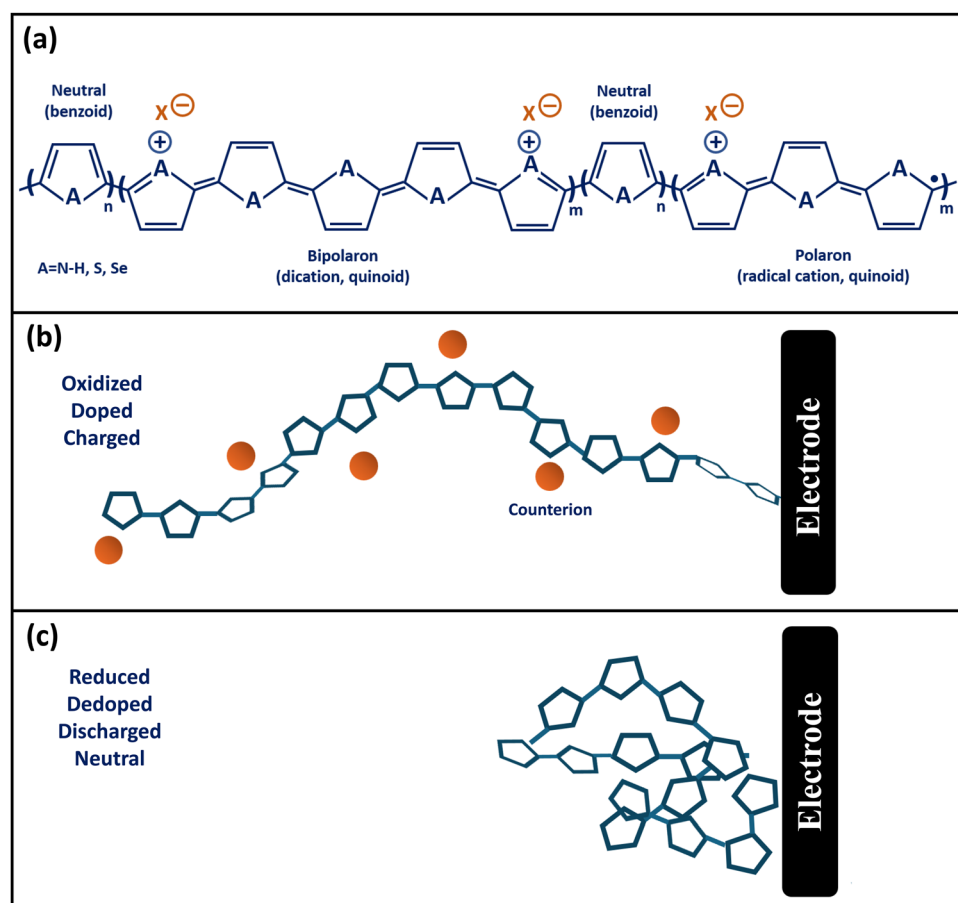 (a)
Neutral
(benzoid)
X⊖
X⊖
Neutral
(benzoid)
X⊖
⊕
⊕
⊕
A
A
A
A
A
A
A
A
A
A
n
m
n
m
A=N-H, S, Se
Bipolaron
(dication, quinoid)
Polaron
(radical cation, quinoid)
(b)
Oxidized
Doped
Charged
Counterion
Electrode
(c)
Reduced
Dedoped
Discharged
Neutral
Electrode